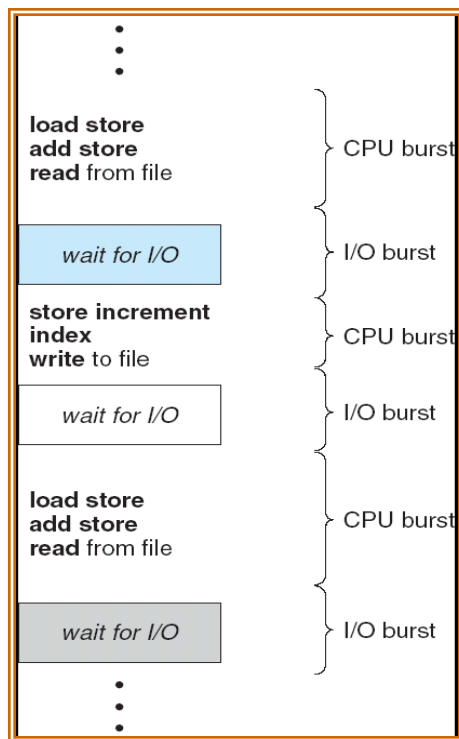 load store
add store
read from file
CPU burst
wait for I/O
I/O burst
store increment
index
write to file
CPU burst
wait for I/O
I/O burst
load store
add store
read from file
CPU burst
wait for I/O
I/O burst